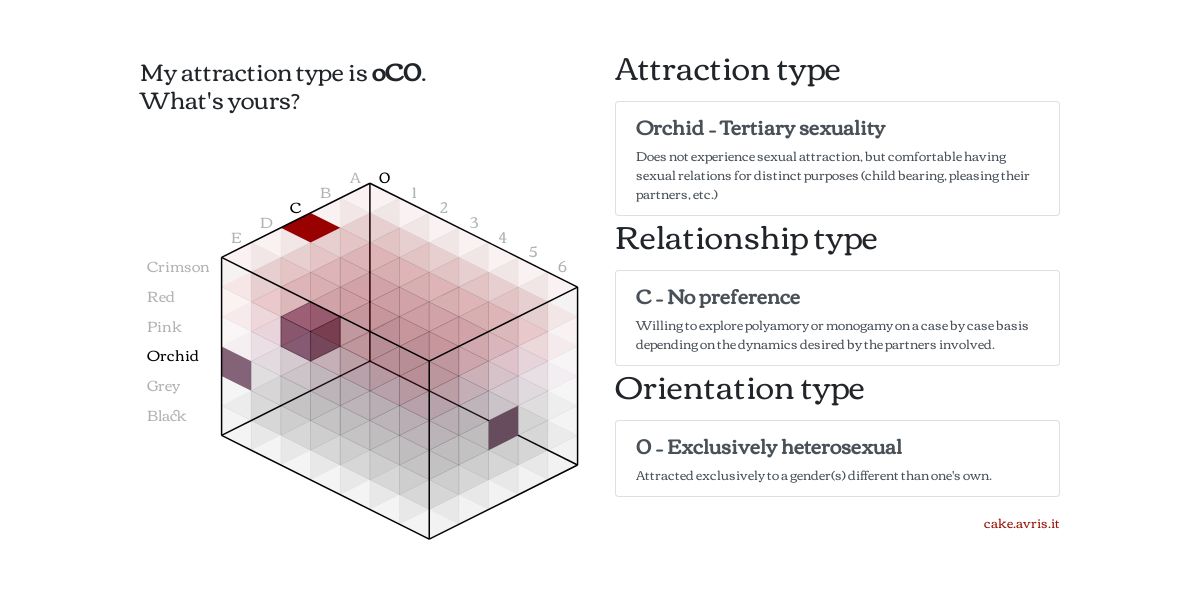 My attraction type is oC0.
What's yours?
A 0
B 1
C 2
D 3
E 4
5
6
Crimson
Red
Pink
Orchid
Grey
Black
Attraction type
Orchid – Tertiary sexuality
Does not experience sexual attraction, but comfortable having
sexual relations for distinct purposes (child bearing, pleasing their
partners, etc.)
Relationship type
C – No preference
Willing to explore polyamory or monogamy on a case by case basis
depending on the dynamics desired by the partners involved.
Orientation type
0 – Exclusively heterosexual
Attracted exclusively to a gender(s) different than one's own.
cake.avris.it